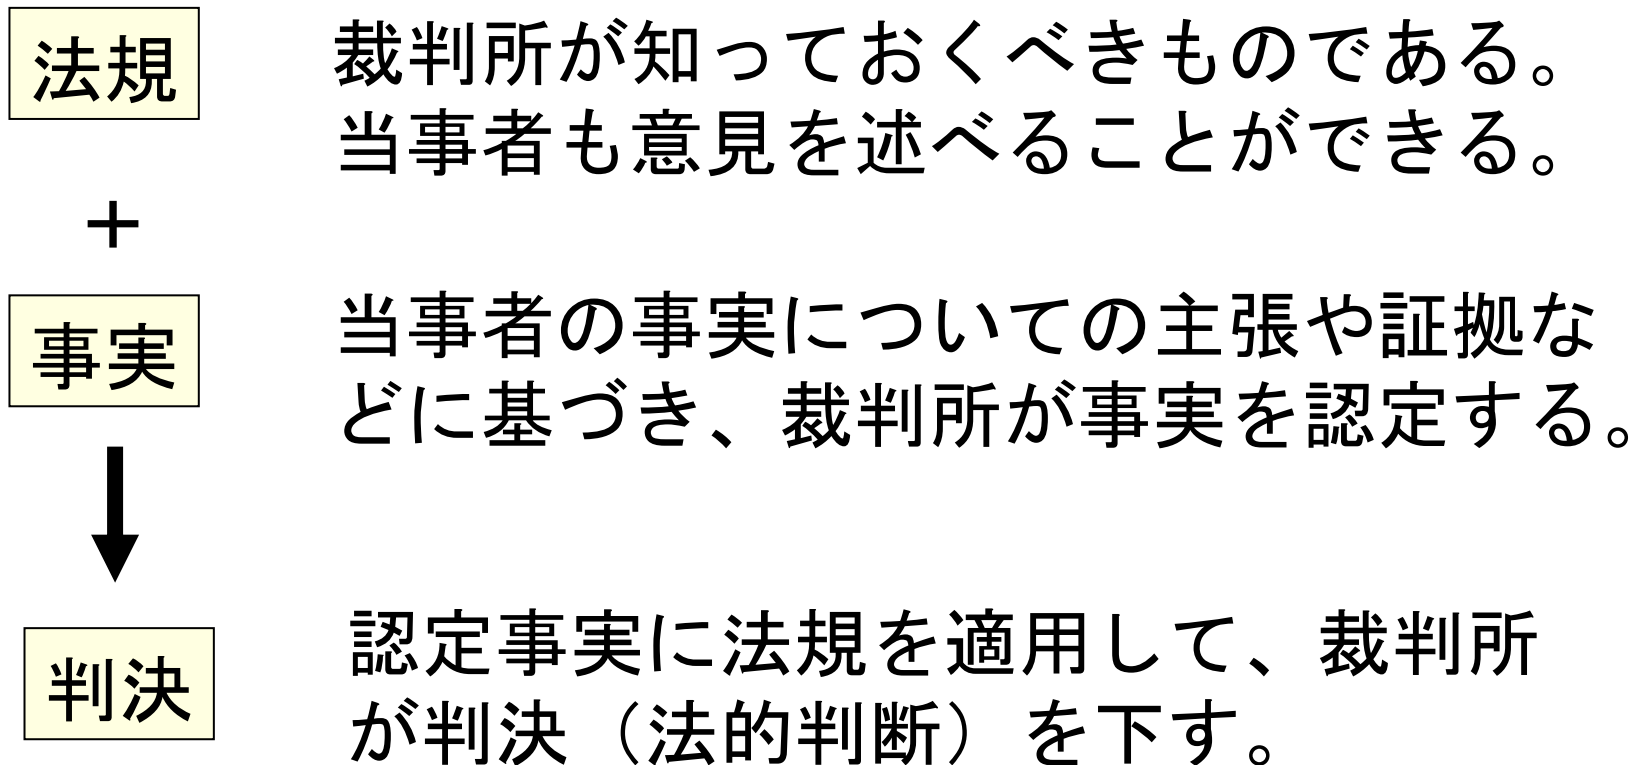 法規
裁判所が知っておくべきものである。
当事者も意見を述べることができる。
＋
事実
当事者の事実についての主張や証拠な
どに基づき、裁判所が事実を認定する。
判決
認定事実に法規を適用して、裁判所
が判決（法的判断）を下す。